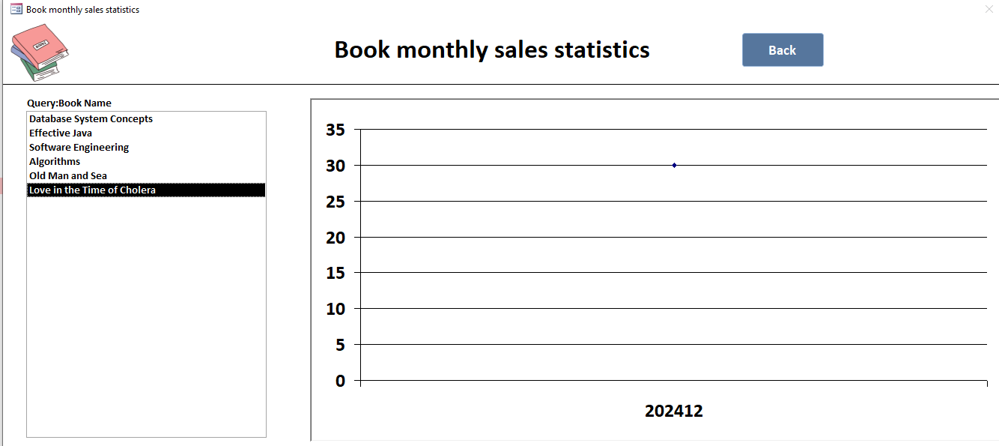 Book monthly sales statistics
BOOKS
Book monthly sales statistics
Back
Query:Book Name
Database System Concepts
Effective Java
Software Engineering
Algorithms
Old Man and Sea
Love in the Time of Cholera
35
30
25
20
15
10
5
0
202412